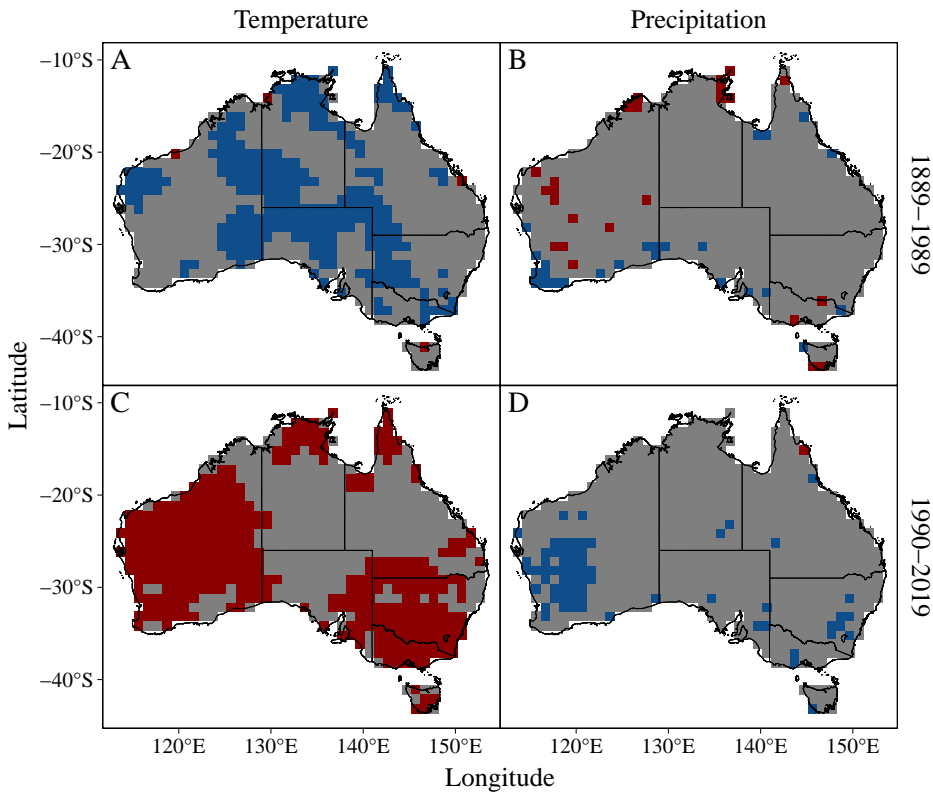 Temperature Precipitation
A B
−10°S
−20°S
−30°S
−40°S
1889−1989
C D
−10°S
−20°S
−30°S
−40°S
1990−2019
Latitude
120°E 130°E 140°E 150°E 120°E 130°E 140°E 150°E
Longitude